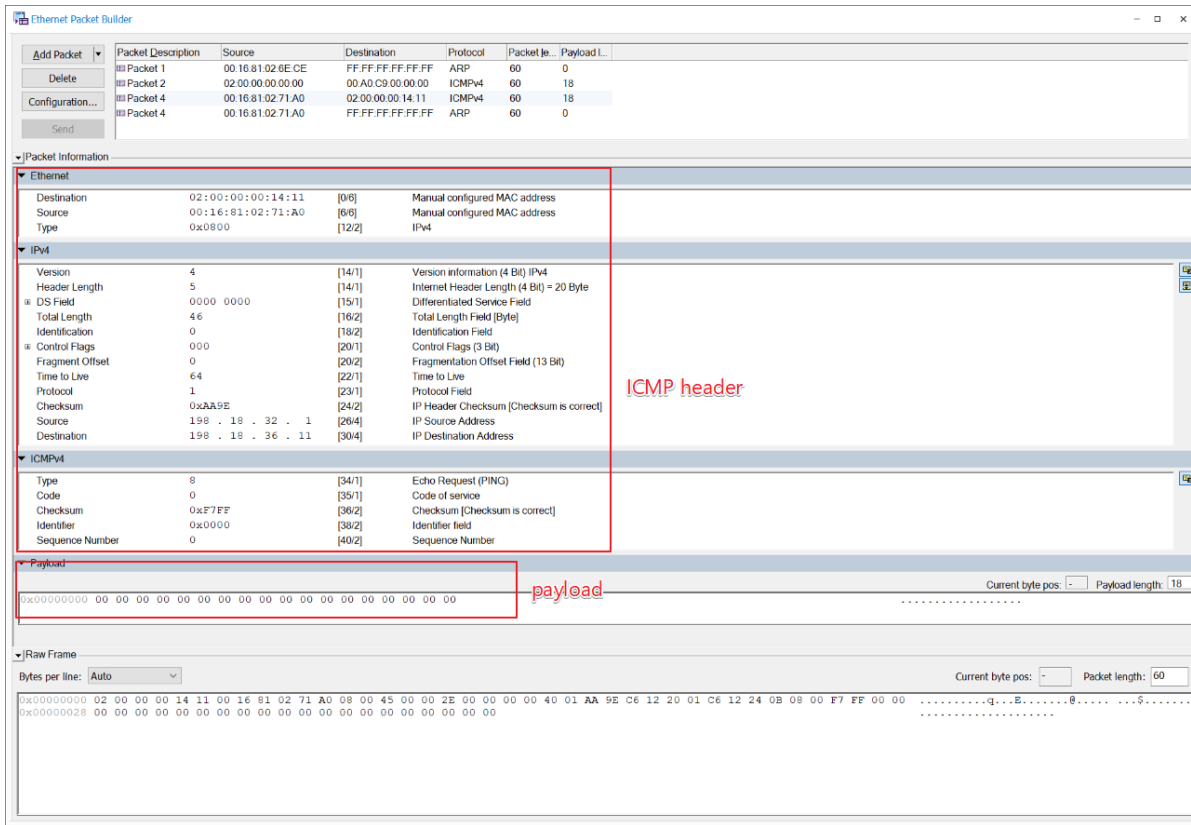 Ethernet Packet Builder
Add Packet
Delete
Configuration...
Send
Packet Description Source Destination Protocol Packet le... Payload l...
Packet 1 00:16:81:02:6E:CE FF:FF:FF:FF:FF:FF ARP 60 0
Packet 2 02:00:00:00:00:00 00:A0:C9:00:00:00 ICMPv4 60 18
Packet 4 00:16:81:02:71:A0 02:00:00:00:14:11 ICMPv4 60 18
Packet 4 00:16:81:02:71:A0 FF:FF:FF:FF:FF:FF ARP 60 0
Packet Information
Ethernet
Destination 02:00:00:00:14:11 [0/6] Manual configured MAC address
Source 00:16:81:02:71:A0 [6/6] Manual configured MAC address
Type 0x0800 [12/2] IPv4
IPv4
Version 4 [14/1] Version information (4 Bit) IPv4
Header Length 5 [14/1] Internet Header Length (4 Bit) = 20 Byte
DS Field 0000 0000 [15/1] Differentiated Service Field
Total Length 46 [16/2] Total Length Field [Byte]
Identification 0 [18/2] Identification Field
Control Flags 000 [20/1] Control Flags (3 Bit)
Fragment Offset 0 [20/2] Fragmentation Offset Field (13 Bit)
Time to Live 64 [22/1] Time to Live
Protocol 1 [23/1] Protocol Field
Checksum 0xAA9E [24/2] IP Header Checksum [Checksum is correct]
Source 198 . 18 . 32 . 1 [26/4] IP Source Address
Destination 198 . 18 . 36 . 11 [30/4] IP Destination Address
ICMP header
ICMPv4
Type 8 [34/1] Echo Request (PING)
Code 0 [35/1] Code of service
Checksum 0xF7FF [36/2] Checksum [Checksum is correct]
Identifier 0x0000 [38/2] Identifier field
Sequence Number 0 [40/2] Sequence Number
Payload
payload
Current byte pos: - Payload length: 18
0x00000000 00 00 00 00 00 00 00 00 00 00 00 00 00 00 00 00 00 00 ..................
Raw Frame
Bytes per line: Auto Current byte pos: - Packet length: 60
0x00000000 02 00 00 00 14 11 00 16 81 02 71 A0 08 00 45 00 00 2E 00 00 00 00 40 01 AA 9E C6 12 20 01 C6 12 24 0B 08 00 F7 FF 00 00 ..........q...E.......@..... ...$.......
0x00000028 00 00 00 00 00 00 00 00 00 00 00 00 00 00 00 00 00 00 00 00 ....................